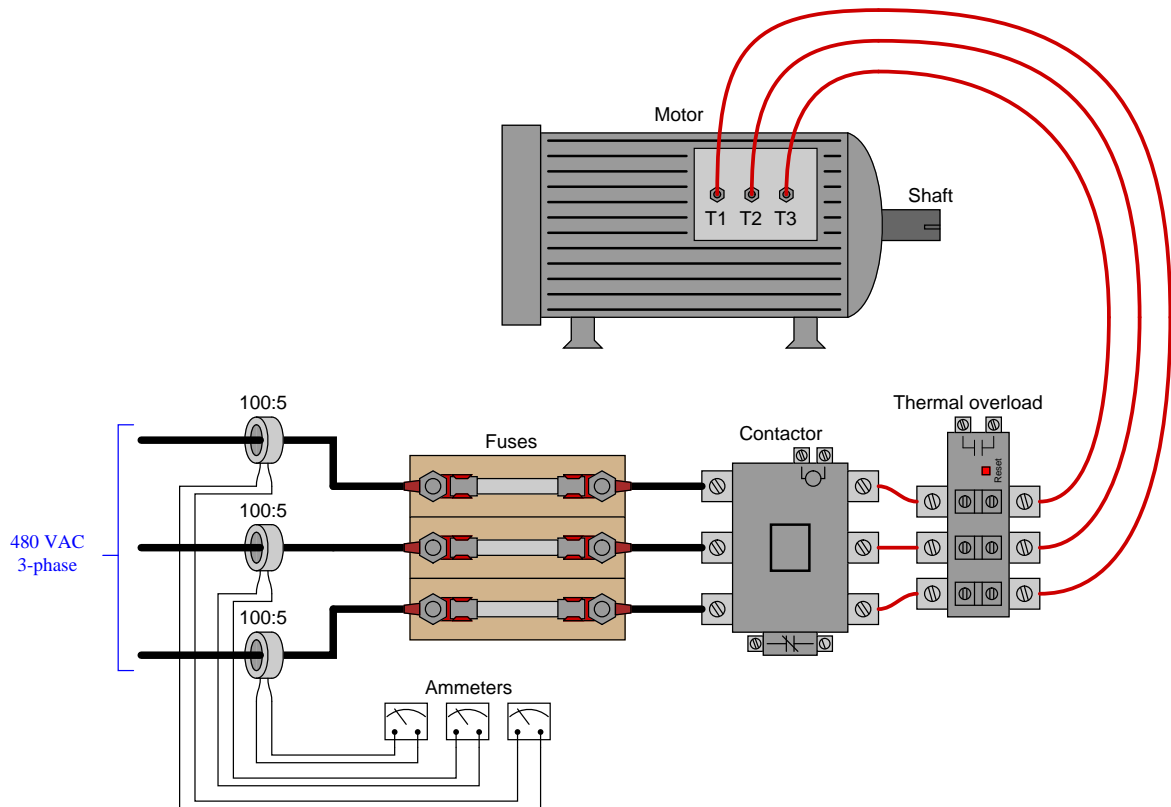 Motor
Shaft
T1 T2 T3
100:5
Fuses
Contactor
Thermal overload
Reset
100:5
480 VAC
3-phase
100:5
Ammeters